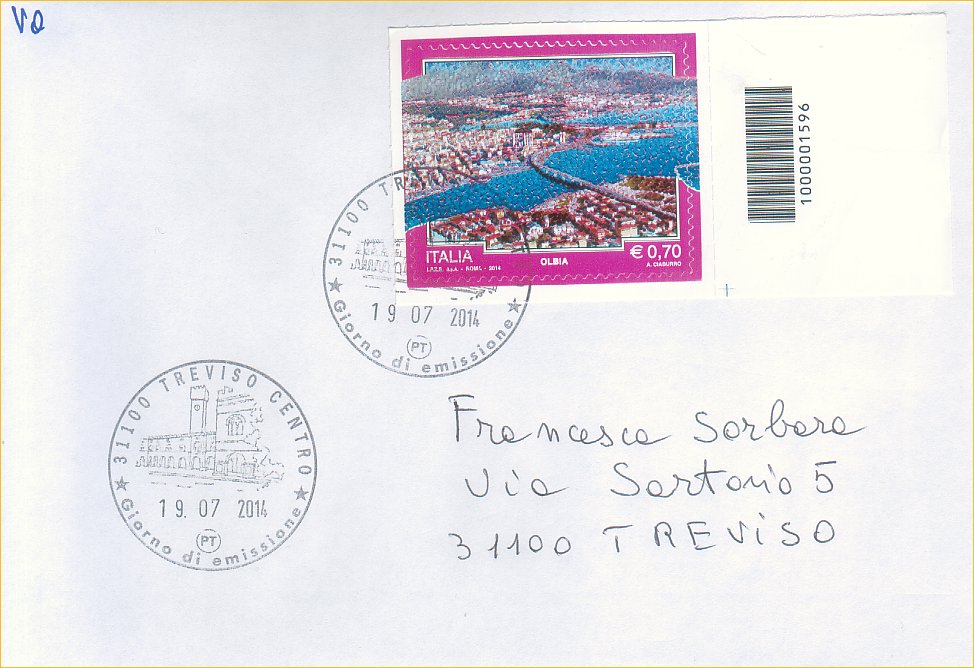 VO
ITALIA
OLBIA
€ 0,70
I.P.Z.S. S.p.A. - ROMA - 2014
A. CIABURRO
1000001596
31100 TR
19 07 2014
PT
Giorno di emissione
31100 TREVISO CENTRO
19. 07 2014
PT
Giorno di emissione
Francesca Sorbara
Via Sartorio 5
31100 TREVISO